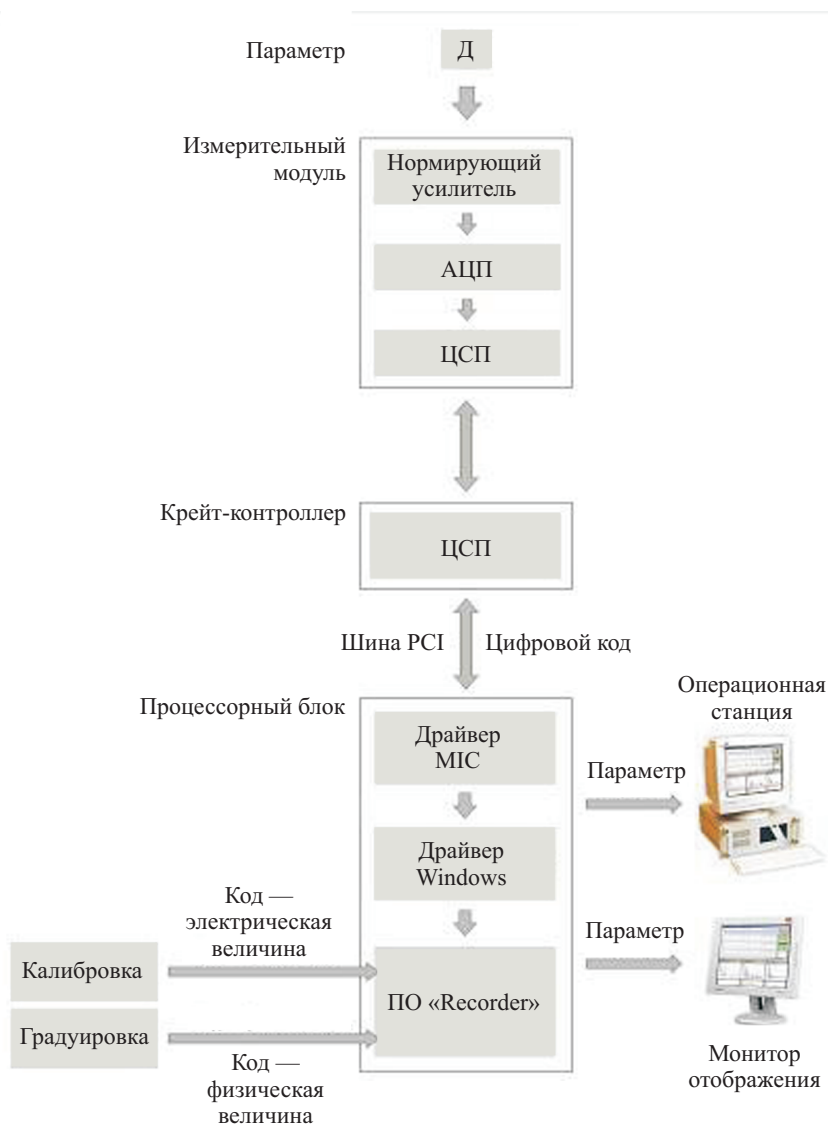 Параметр
Д
Измерительный
модуль
Нормирующий
усилитель
АЦП
ЦСП
Крейт-контроллер
ЦСП
Шина PCI
Цифровой код
Процессорный блок
Драйвер
MIC
Операционная
станция
Параметр
Драйвер
Windows
Код —
электрическая
величина
Параметр
Калибровка
ПО «Recorder»
Градуировка
Код —
физическая
величина
Монитор
отображения